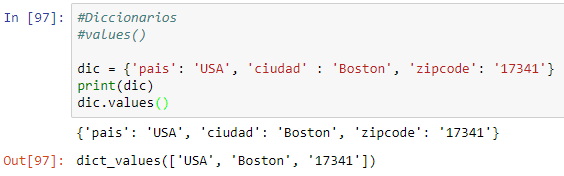 In [97]: #Diccionarios
#values()
dic = {'pais': 'USA', 'ciudad' : 'Boston', 'zipcode': '17341'}
print(dic)
dic.values()
{'pais': 'USA', 'ciudad': 'Boston', 'zipcode': '17341'}
Out[97]: dict_values(['USA', 'Boston', '17341'])